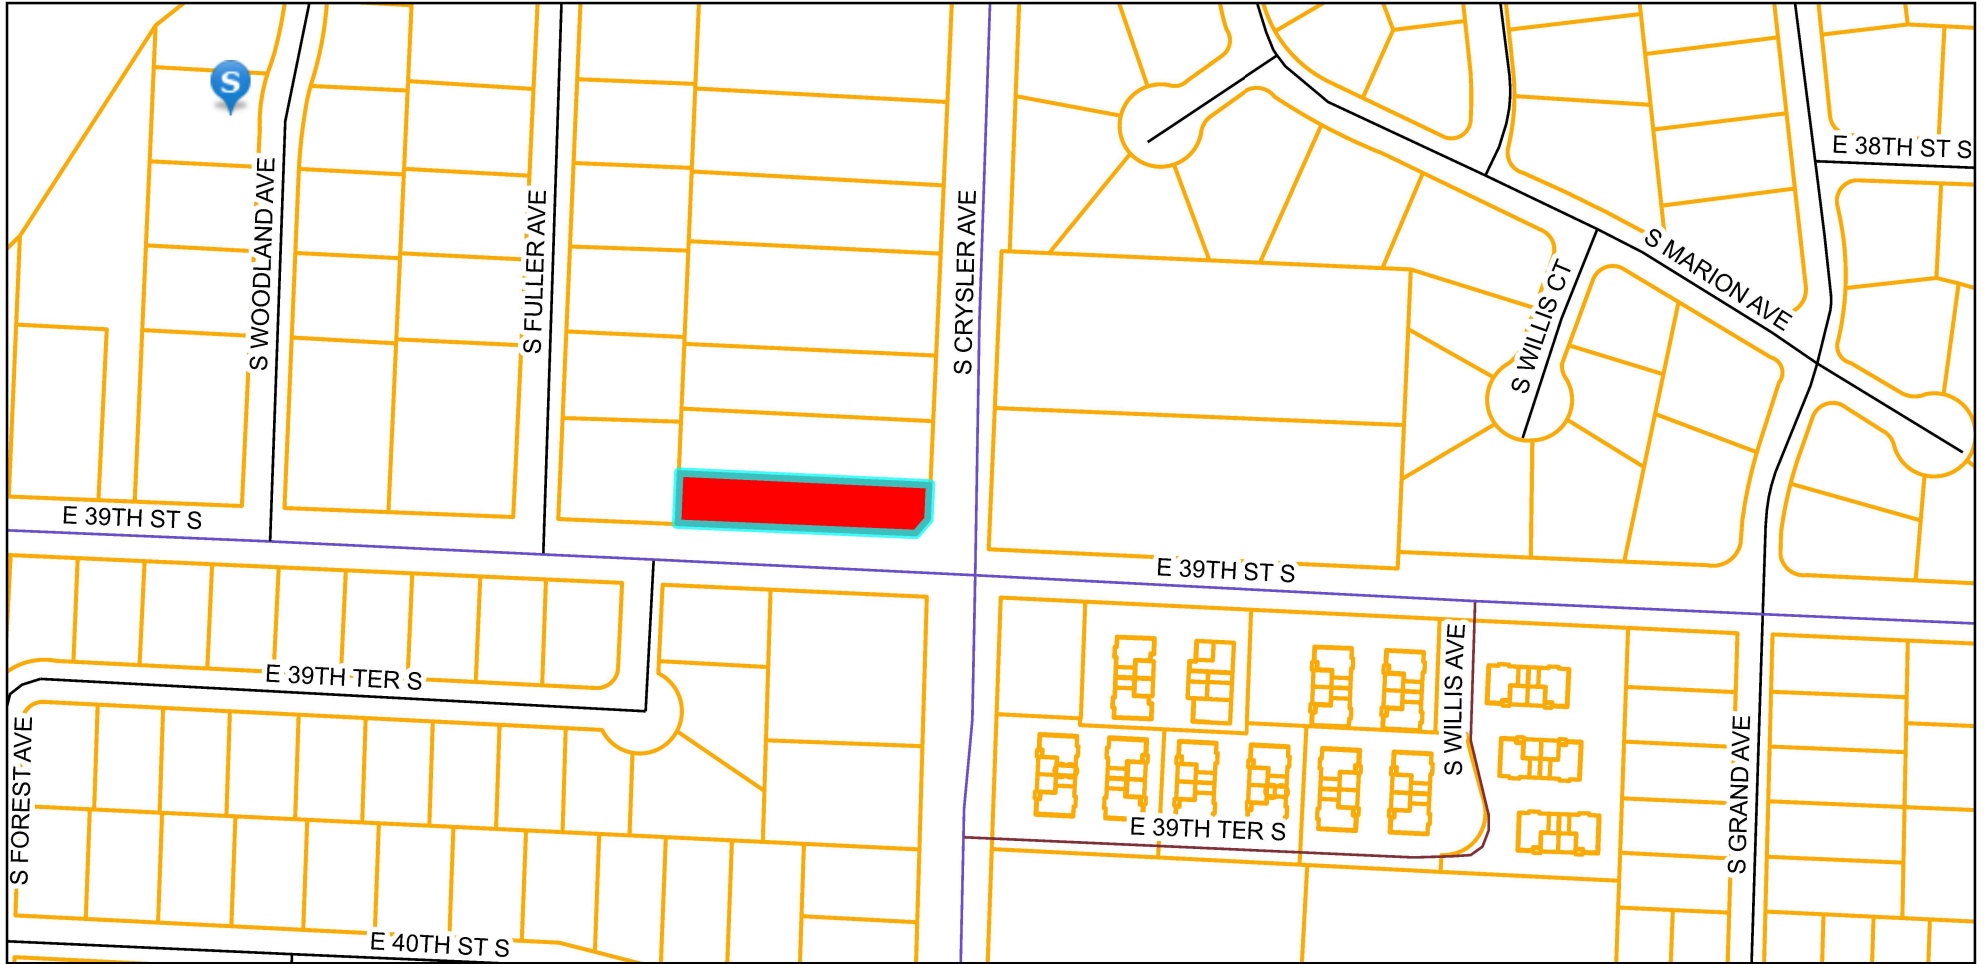 S
E 38TH ST S
S WOODLAND AVE
S FULLER AVE
S CRYSLER AVE
S MARION AVE
S WILLIS CT
E 39TH ST S
E 39TH ST S
E 39TH TER S
S WILLIS AVE
S FOREST AVE
S GRAND AVE
E 39TH TER S
E 40TH ST S